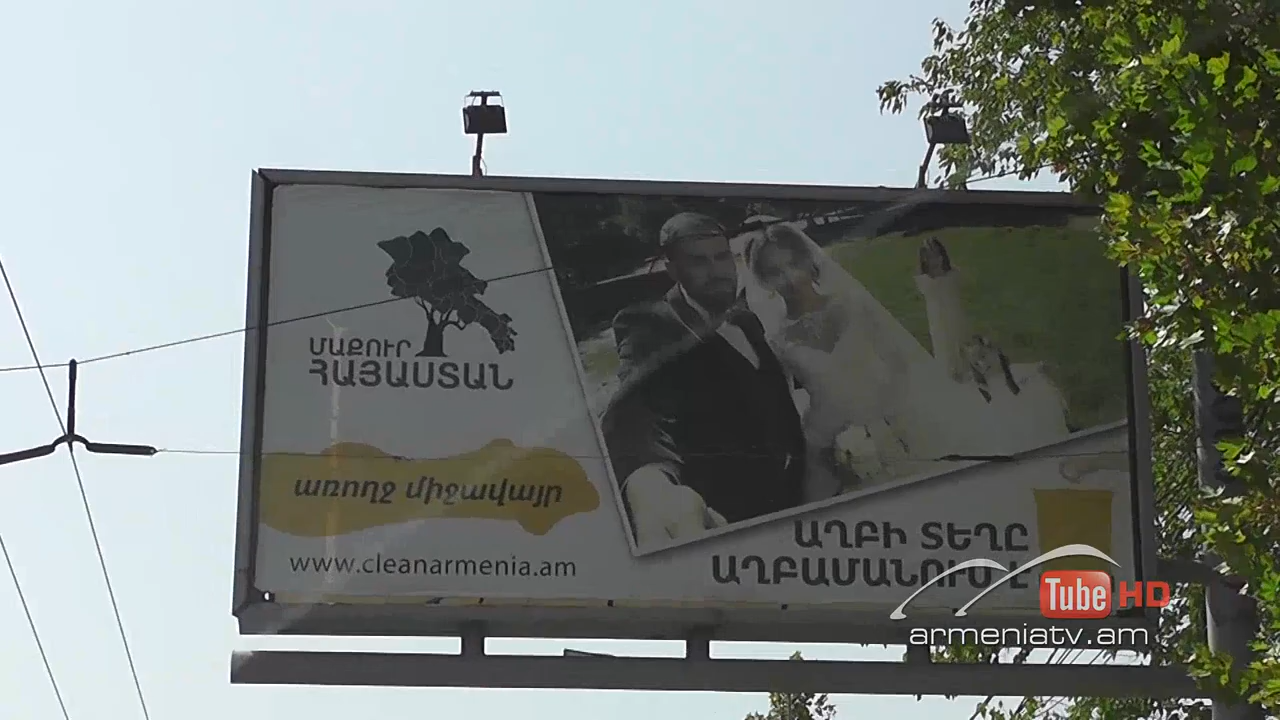 ՄԱՔՈՒՐ
ՀԱՅԱՍՏԱՆ
առողջ միջավայր
www.cleanarmenia.am
ԱՂԲԻ ՏԵՂԸ
ԱՂԲԱՄԱՆՈՒՄ Է
Tube HD
armeniatv.am